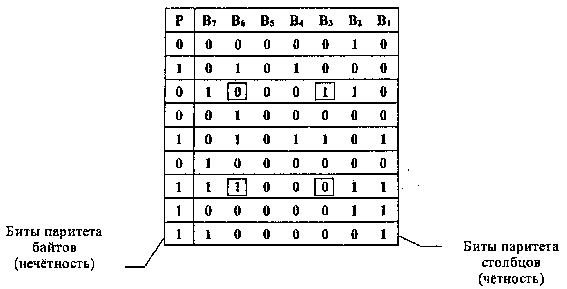 P B₇ B₆ B₅ B₄ B₃ B₂ B₁
0 0 0 0 0 0 1 0
1 0 1 0 1 0 0 0
0 1 0 0 0 1 1 0
0 0 1 0 0 0 0 0
1 0 1 0 1 1 0 1
0 1 0 0 0 0 0 0
1 1 1 0 0 0 1 1
1 0 0 0 0 0 1 1
1 1 0 0 0 0 0 1
Биты паритета
байтов
(нечётность)
Биты паритета
столбцов
(чётность)